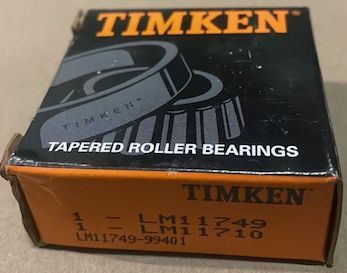 TIMKEN
TIMKEN®
TAPERED ROLLER BEARINGS
TIMKEN
1 - LM11749
1 - LM11710
LM11749-99401